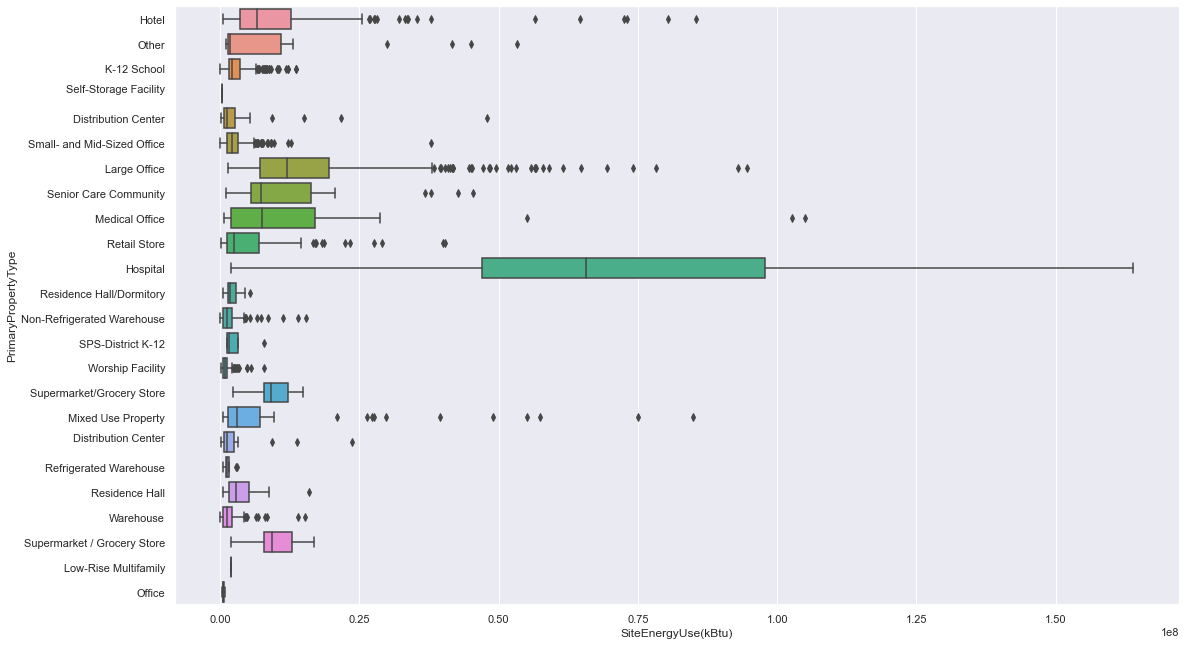 Hotel
Other
K-12 School
Self-Storage Facility
Distribution Center
Small- and Mid-Sized Office
Large Office
Senior Care Community
Medical Office
Retail Store
Hospital
Residence Hall/Dormitory
Non-Refrigerated Warehouse
SPS-District K-12
Worship Facility
Supermarket/Grocery Store
Mixed Use Property
Distribution Center
Refrigerated Warehouse
Residence Hall
Warehouse
Supermarket / Grocery Store
Low-Rise Multifamily
Office
PrimaryPropertyType
0.00 0.25 0.50 0.75 1.00 1.25 1.50
SiteEnergyUse(kBtu)
1e8